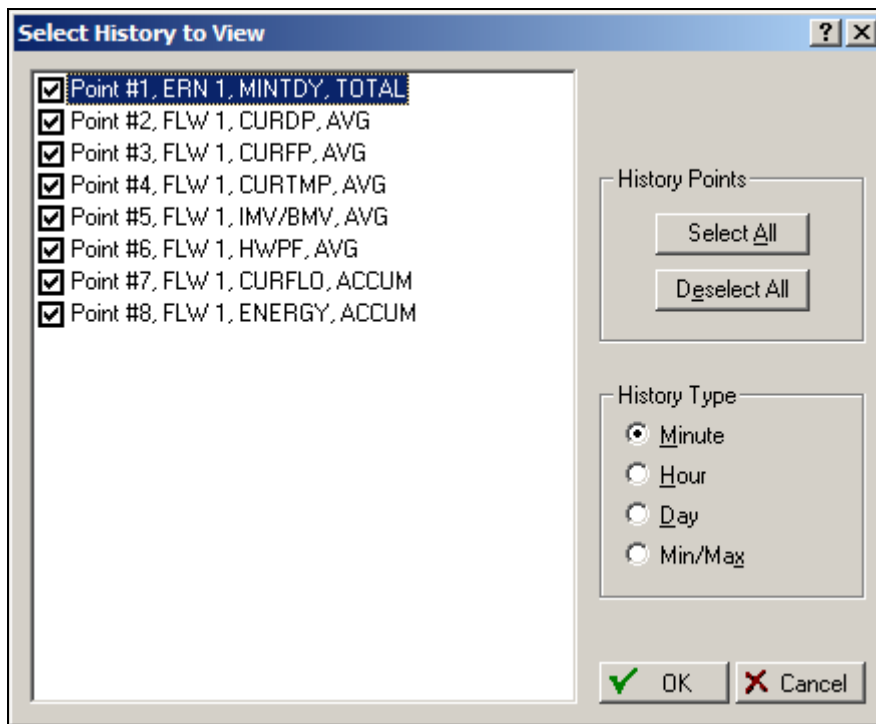 Select History to View
Point #1, ERN 1, MINTDY, TOTAL
Point #2, FLW 1, CURDP, AVG
Point #3, FLW 1, CURFP, AVG
Point #4, FLW 1, CURTMP, AVG
Point #5, FLW 1, IMV/BMV, AVG
Point #6, FLW 1, HWPF, AVG
Point #7, FLW 1, CURFLO, ACCUM
Point #8, FLW 1, ENERGY, ACCUM
History Points
Select All
Deselect All
History Type
Minute
Hour
Day
Min/Max
OK
Cancel